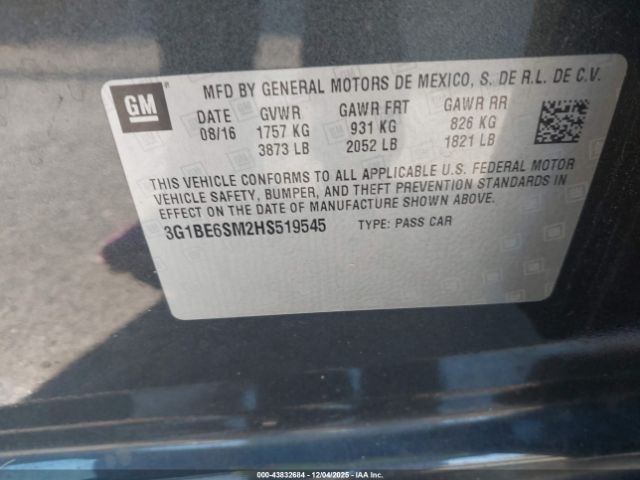 MFD BY GENERAL MOTORS DE MEXICO, S. DE R.L. DE C.V.
GM
DATE GVWR GAWR FRT GAWR RR
08/16 1757 KG 931 KG 826 KG
3873 LB 2052 LB 1821 LB
THIS VEHICLE CONFORMS TO ALL APPLICABLE U.S. FEDERAL MOTOR
VEHICLE SAFETY, BUMPER, AND THEFT PREVENTION STANDARDS IN
EFFECT ON THE DATE OF MANUFACTURE SHOWN ABOVE.
3G1BE6SM2HS519545 TYPE: PASS CAR
000-43832684 - 12/04/2025 - IAA Inc.